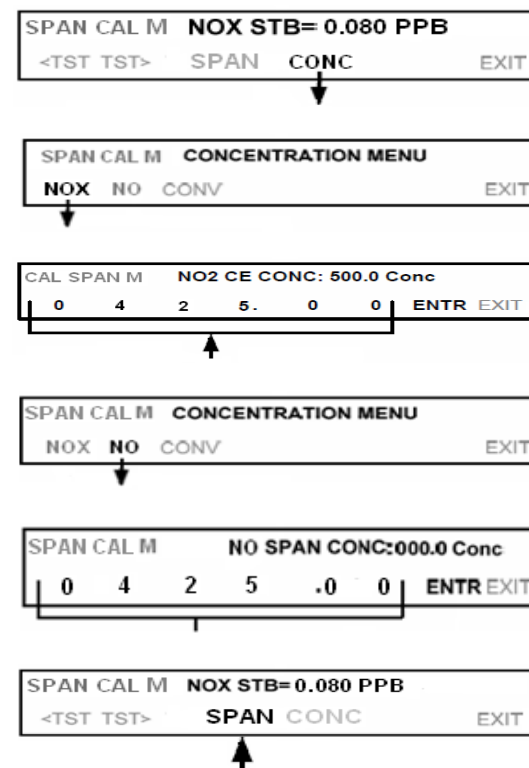 SPAN CAL M NOX STB= 0.080 PPB
<TST TST> SPAN CONC EXIT
SPAN CAL M CONCENTRATION MENU
NOX NO CONV EXIT
CAL SPAN M NO2 CE CONC: 500.0 Conc
0 4 2 5. 0 0 ENTR EXIT
SPAN CAL M CONCENTRATION MENU
NOX NO CONV EXIT
SPAN CAL M NO SPAN CONC:000.0 Conc
0 4 2 5 .0 0 ENTR EXIT
SPAN CAL M NOX STB= 0.080 PPB
<TST TST> SPAN CONC EXIT